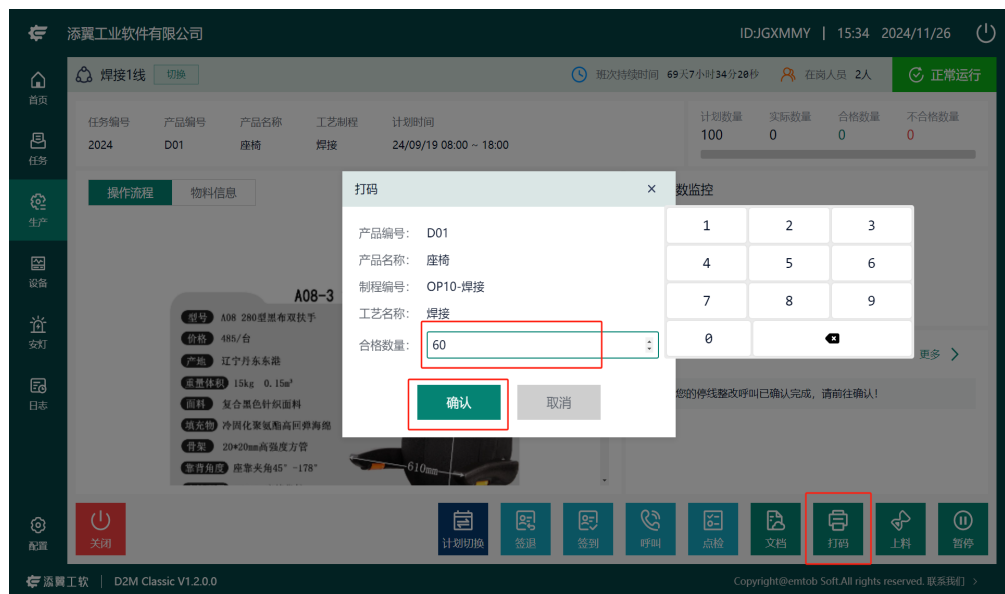 添翼工业软件有限公司
ID:JGXMMY | 15:34 2024/11/26
焊接1线 切换 班次持续时间 69天7小时34分20秒 在岗人员 2人 正常运行
首页
任务编号 产品编号 产品名称 工艺制程 计划时间 计划数量 实际数量 合格数量 不合格数量
2024 D01 座椅 焊接 24/09/19 08:00 ~ 18:00 100 0 0 0
任务
操作流程 物料信息 打码 × 数监控
生产
产品编号: D01
1 2 3
产品名称: 座椅
4 5 6
设备
制程编号: OP10-焊接
A08-3
7 8 9
型号 A08 280型黑布双扶手
工艺名称: 焊接
价格 485/台
合格数量: 60
0
安灯
产地 辽宁丹东东港
更多
重量体积 15kg 0.15m³
您的停线整改呼叫已确认完成，请前往确认!
日志
面料 复合黑色针织面料
确认 取消
填充物 冷固化聚氨酯高回弹海绵
骨架 20*20mm高强度方管
靠背角度 座靠夹角45°-178°
610mm
配置
关闭 计划切换 签退 签到 呼叫 点检 文档 打码 上料 暂停
添翼工软 | D2M Classic V1.2.0.0
Copyright@emtob Soft.All rights reserved. 联系我们 >